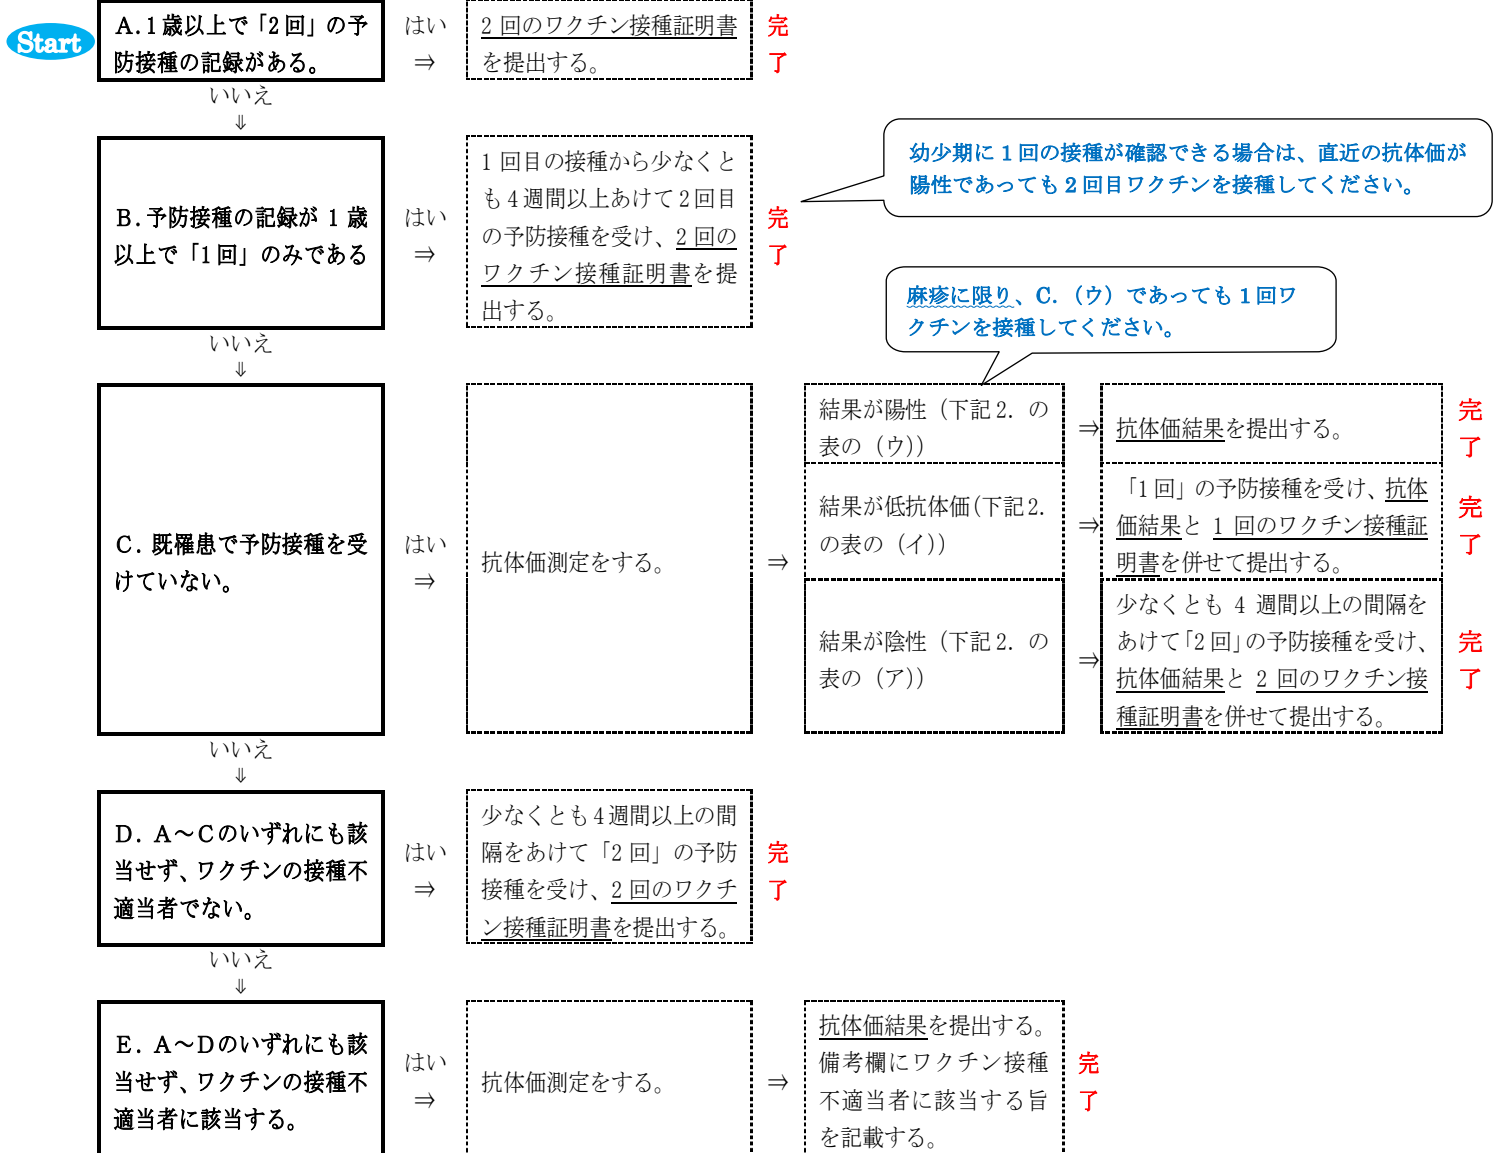 Start
A.1歳以上で「2回」の予
防接種の記録がある。
はい
⇒
2 回のワクチン接種証明書
を提出する。
完
了
いいえ
⇓
B.予防接種の記録が 1 歳
以上で「1回」のみである
はい
⇒
1 回目の接種から少なくと
も4週間以上あけて2回目
の予防接種を受け、2 回の
ワクチン接種証明書を提
出する。
完
了
幼少期に1回の接種が確認できる場合は、直近の抗体価が
陽性であっても2回目ワクチンを接種してください。
いいえ
⇓
麻疹に限り、C.（ウ）であっても1回ワ
クチンを接種してください。
C. 既罹患で予防接種を受
けていない。
はい
⇒
抗体価測定をする。
⇒
結果が陽性（下記2. の
表の（ウ））
⇒
抗体価結果を提出する。
完
了
結果が低抗体価(下記2.
の表の（イ））
⇒
「1回」の予防接種を受け、抗体
価結果と 1 回のワクチン接種証
明書を併せて提出する。
完
了
結果が陰性（下記2. の
表の（ア））
⇒
少なくとも 4 週間以上の間隔を
あけて「2回」の予防接種を受け、
抗体価結果と 2 回のワクチン接
種証明書を併せて提出する。
完
了
いいえ
⇓
D. A～Cのいずれにも該
当せず、ワクチンの接種不
適当者でない。
はい
⇒
少なくとも4週間以上の間
隔をあけて「2回」の予防
接種を受け、2 回のワクチ
ン接種証明書を提出する。
完
了
いいえ
⇓
E. A～Dのいずれにも該
当せず、ワクチンの接種不
適当者に該当する。
はい
⇒
抗体価測定をする。
⇒
抗体価結果を提出する。
備考欄にワクチン接種
不適当者に該当する旨
を記載する。
完
了